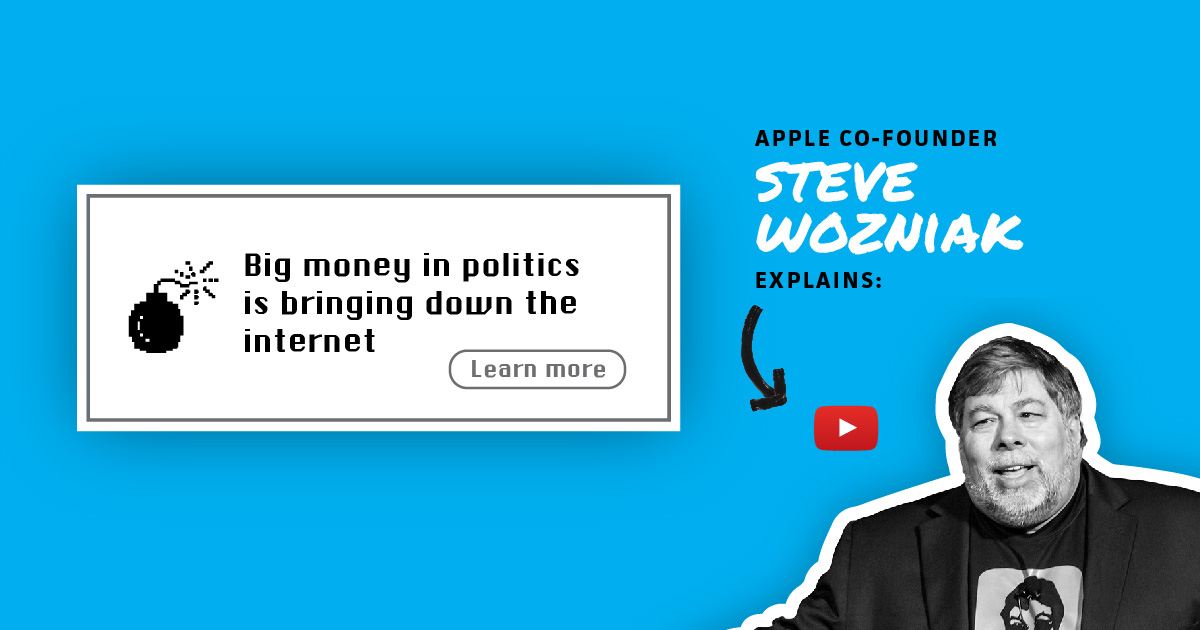 Big money in politics
is bringing down the
internet
Learn more
APPLE CO-FOUNDER
STEVE
WOZNIAK
EXPLAINS: